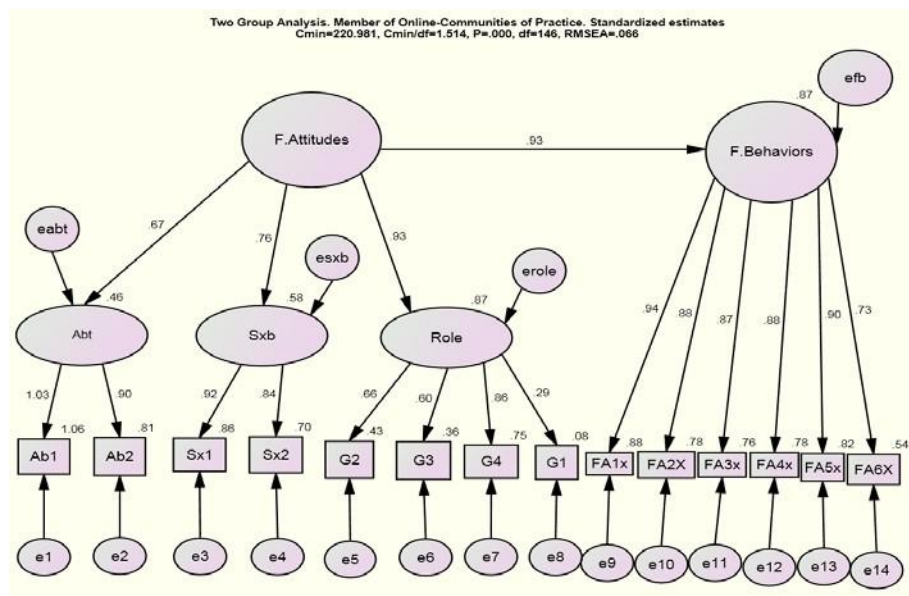 Two Group Analysis. Member of Online-Communities of Practice. Standardized estimates
Cmin=220.981, Cmin/df=1.514, P=.000, df=146, RMSEA=.066
efb
.87
F.Attitudes
.93
F.Behaviors
eabt
.67
.76
.93
esxb
erole
.46
.58
.87
Abt
Sxb
Role
.94
.88
.87
.88
.90
.73
1.03
.90
.92
.84
.66
.60
.86
.29
1.06
.81
.86
.70
.43
.36
.75
.08
.88
.78
.76
.78
.82
.54
Ab1
Ab2
Sx1
Sx2
G2
G3
G4
G1
FA1x
FA2X
FA3x
FA4x
FA5x
FA6X
e1
e2
e3
e4
e5
e6
e7
e8
e9
e10
e11
e12
e13
e14